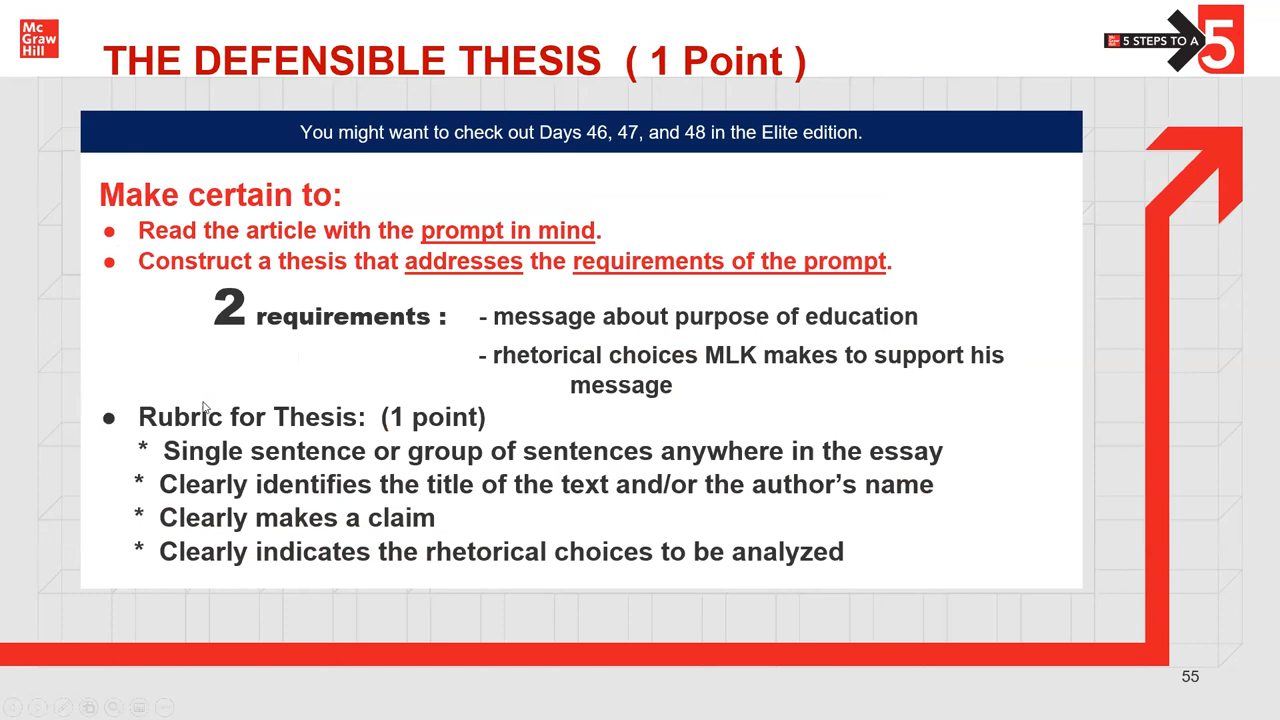 Mc
Graw
Hill
THE DEFENSIBLE THESIS ( 1 Point )
5 STEPS TO A
5
You might want to check out Days 46, 47, and 48 in the Elite edition.
Make certain to:
● Read the article with the prompt in mind.
● Construct a thesis that addresses the requirements of the prompt.
2 requirements : - message about purpose of education
- rhetorical choices MLK makes to support his
message
● Rubric for Thesis: (1 point)
* Single sentence or group of sentences anywhere in the essay
* Clearly identifies the title of the text and/or the author’s name
* Clearly makes a claim
* Clearly indicates the rhetorical choices to be analyzed
55